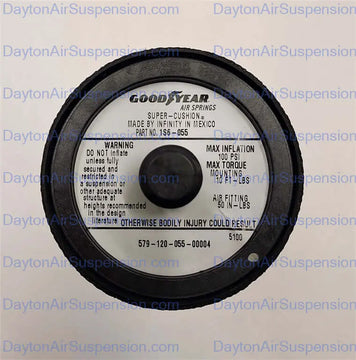 DaytonAirSuspension.com
GOODYEAR
AIR SPRINGS
SUPER-CUSHION®
MADE BY INFINITY IN MEXICO
PART NO. 1S6-055
WARNING
DO NOT inflate
unless fully
secured and
restricted in
a suspension or
other adequate
structure at
heights recommended
in the design
literature
OTHERWISE BODILY INJURY COULD RESULT
MAX INFLATION
100 PSI
MAX TORQUE
MOUNTING
10 FT-LBS
AIR FITTING
50 IN-LBS
5100
579-120-055-00004